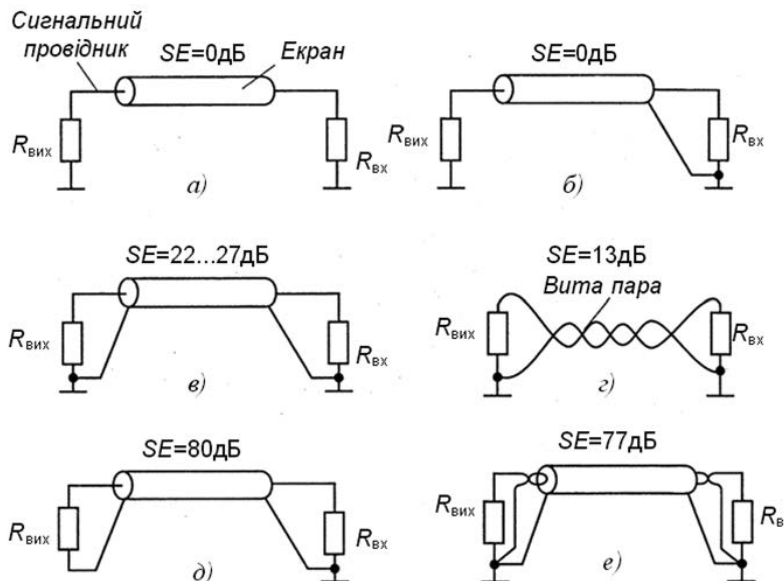 Сигнальний
провідник
SE=0дБ
Екран
SE=0дБ
Rвих
Rвх
Rвих
Rвх
а)
б)
SE=22...27дБ
SE=13дБ
Вита пара
Rвих
Rвх
Rвих
Rвх
в)
г)
SE=80дБ
SE=77дБ
Rвих
Rвх
Rвих
R
д)
е)